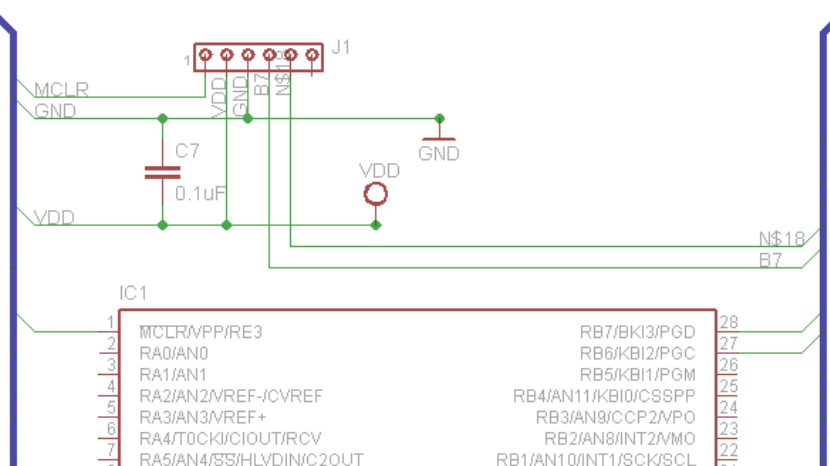 J1
1
MCLR
VDD
GND
B7
N$18
GND
C7
GND
VDD
0.1uF
VDD
N$18
B7
IC1
1 MCLR/VPP/RE3 RB7/BKI3/PGD 28
2 RA0/AN0 RB6/KBI2/PGC 27
3 RA1/AN1 RB5/KBI1/PGM 26
4 RA2/AN2/VREF-/CVREF RB4/AN11/KBI0/CSSPP 25
5 RA3/AN3/VREF+ RB3/AN9/CCP2/VPO 24
6 RA4/T0CKI/CIOUT/RCV RB2/AN8/INT2/VMO 23
7 RA5/AN4/SS/HLVDIN/C2OUT RB1/AN10/INT1/SCK/SCL 22